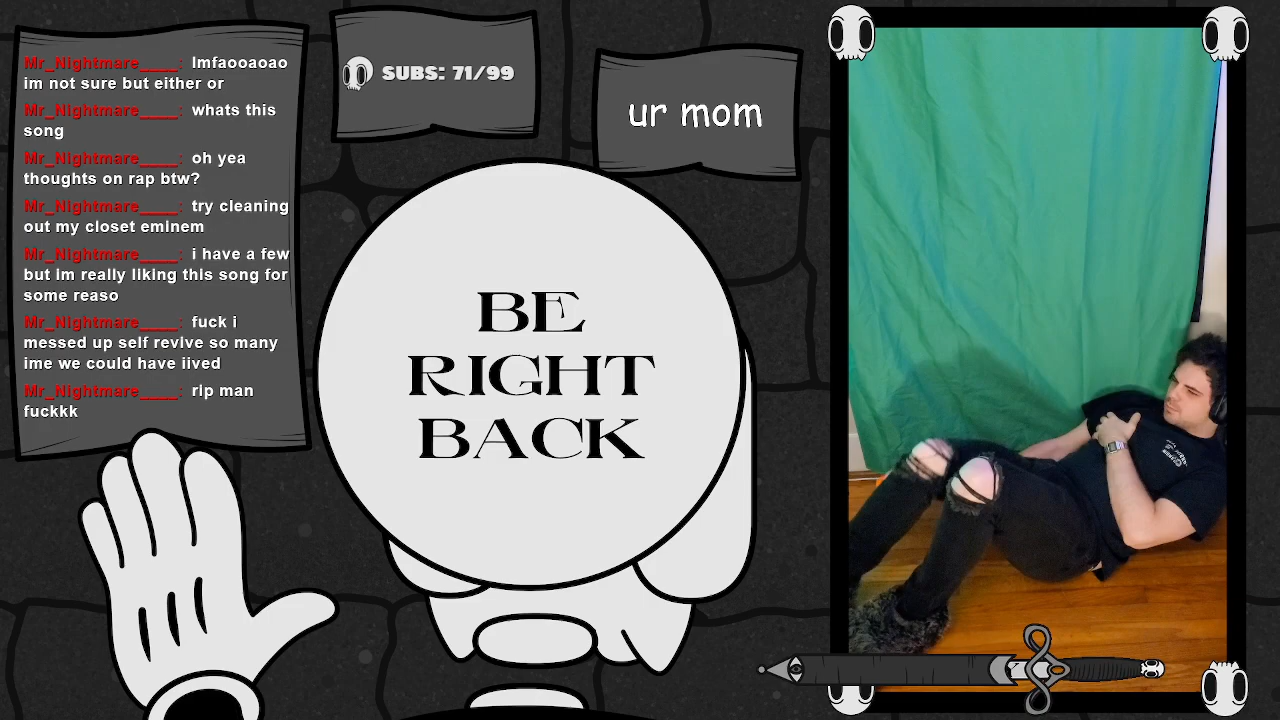 Mr_Nightmare____: lmfaooaoao
im not sure but either or
Mr_Nightmare____: whats this
song
Mr_Nightmare____: oh yea
thoughts on rap btw?
Mr_Nightmare____: try cleaning
out my closet eminem
Mr_Nightmare____: i have a few
but im really liking this song for
some reaso
Mr_Nightmare____: fuck i
messed up self revive so many
ime we could have iived
Mr_Nightmare____: rip man
fuckkk
SUBS: 71/99
ur mom
BE
RIGHT
BACK